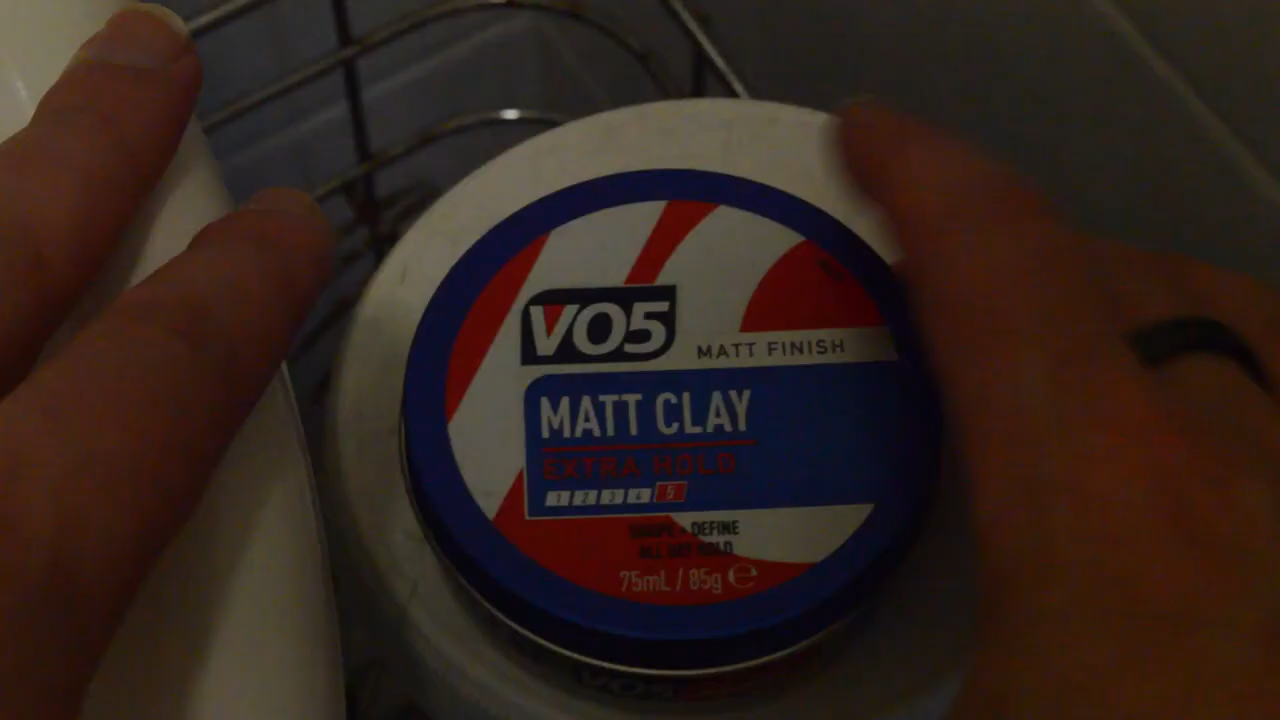 VO5
MATT FINISH
MATT CLAY
EXTRA HOLD
1 2 3 4 5
SHAPE • DEFINE
ALL DAY HOLD
75mL / 85g e
VO5